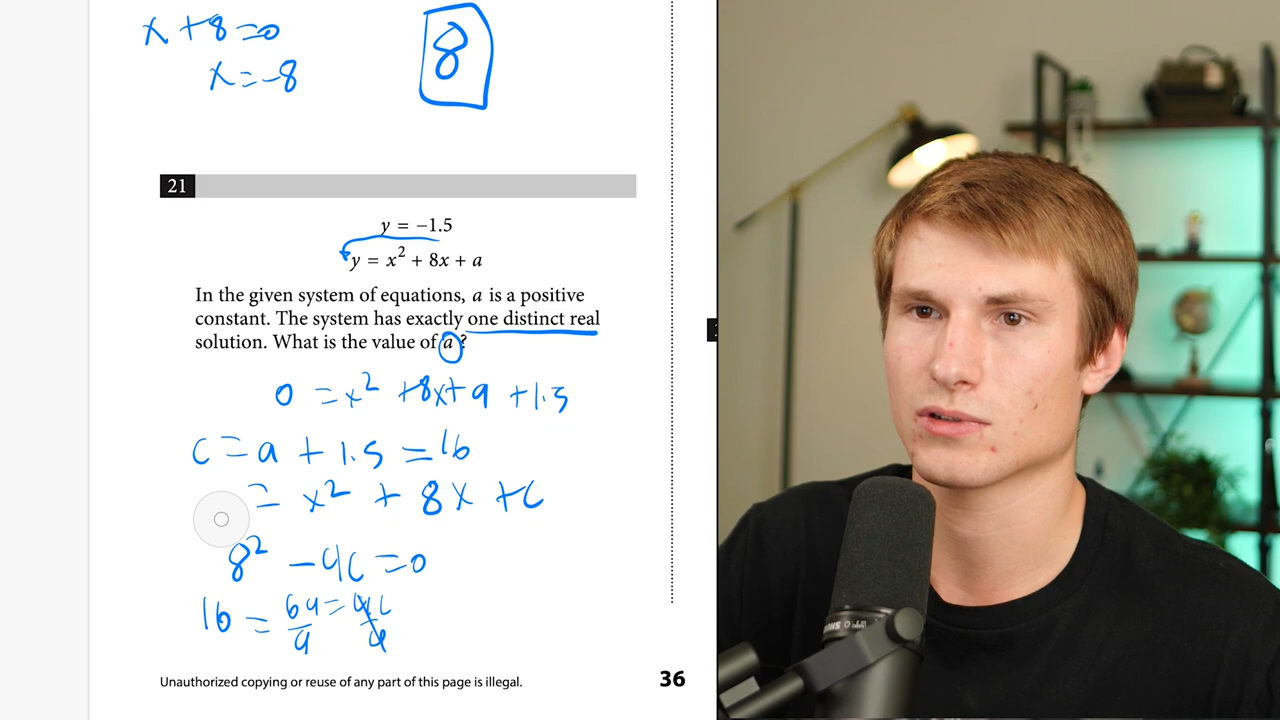 x + 8 = 0
x = -8
8
21
y = −1.5
y = x² + 8x + a
In the given system of equations, a is a positive
constant. The system has exactly one distinct real
solution. What is the value of a ?
0 = x² + 8x + a + 1.5
c = a + 1.5 = 16
= x² + 8x + c
8² - 4c = 0
16 = 64/4 = 4c/4
Unauthorized copying or reuse of any part of this page is illegal.
36